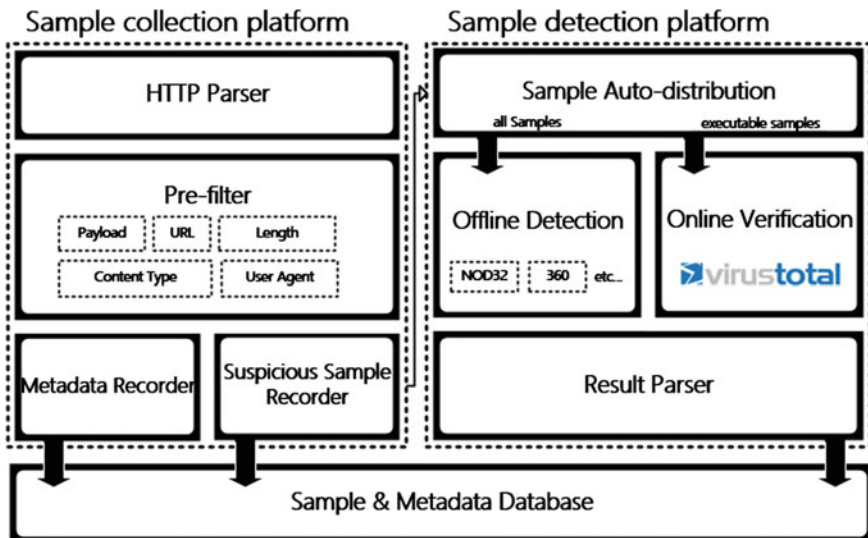 Sample collection platform
HTTP Parser
Pre-filter
Payload
URL
Length
Content Type
User Agent
Metadata Recorder
Suspicious Sample
Recorder
Sample detection platform
Sample Auto-distribution
all Samples
executable samples
Offline Detection
NOD32
360
etc...
Online Verification
virustotal
Result Parser
Sample & Metadata Database